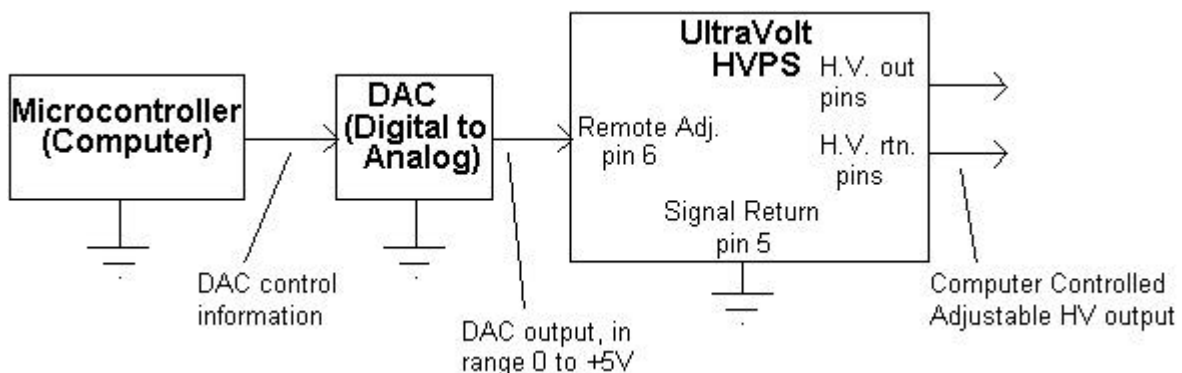 Microcontroller
(Computer)
DAC
(Digital to
Analog)
UltraVolt
HVPS
H.V. out
pins
Remote Adj.
pin 6
H.V. rtn.
pins
Signal Return
pin 5
DAC control
information
DAC output, in
range 0 to +5V
Computer Controlled
Adjustable HV output